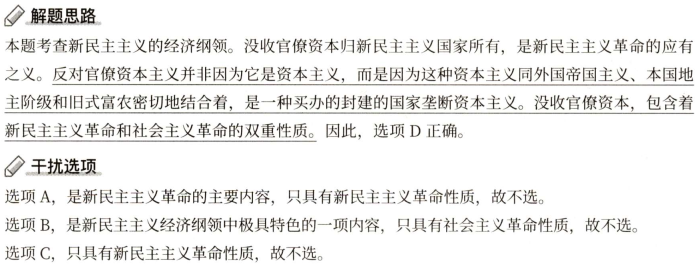 解题思路
本题考查新民主主义的经济纲领。没收官僚资本归新民主主义国家所有，是新民主主义革命的应有
之义。反对官僚资本主义并非因为它是资本主义，而是因为这种资本主义同外国帝国主义、本国地
主阶级和旧式富农密切地结合着，是一种买办的封建的国家垄断资本主义。没收官僚资本，包含着
新民主主义革命和社会主义革命的双重性质。因此，选项 D 正确。
干扰选项
选项 A，是新民主主义革命的主要内容，只具有新民主主义革命性质，故不选。
选项 B，是新民主主义经济纲领中极具特色的一项内容，只具有社会主义革命性质，故不选。
选项 C，只具有新民主主义革命性质，故不选。